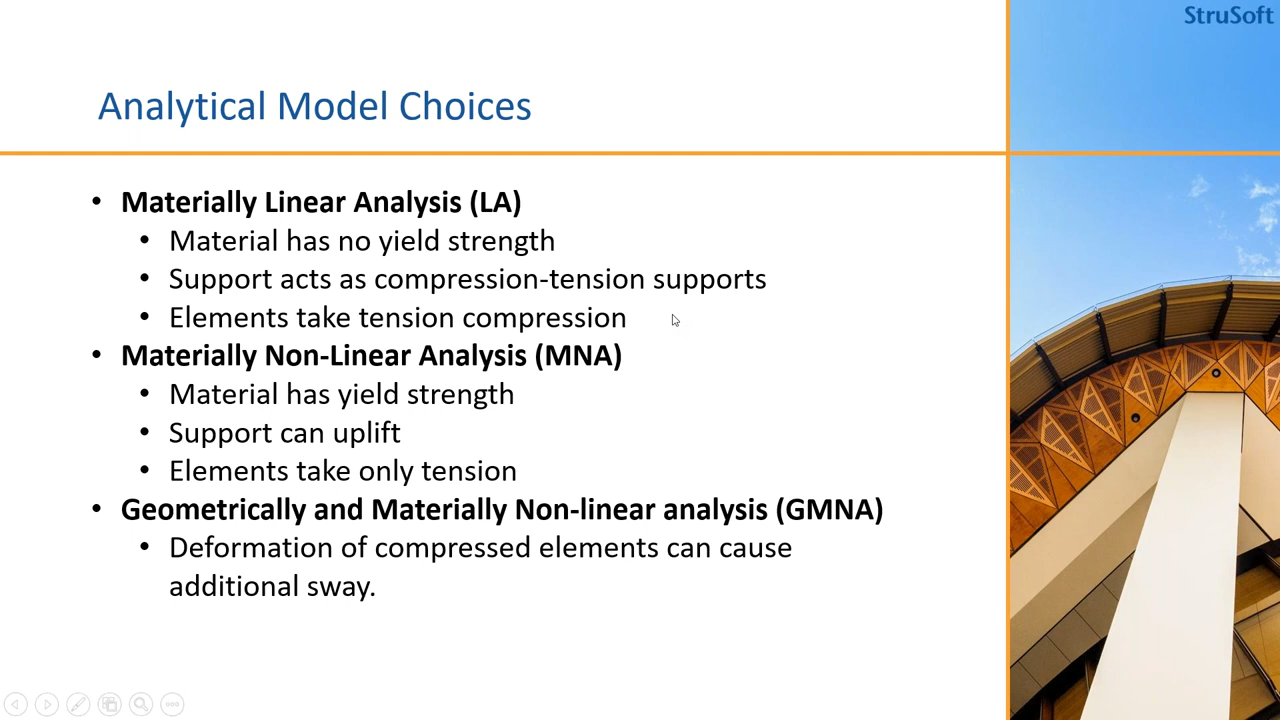 StruSoft
Analytical Model Choices
• Materially Linear Analysis (LA)
• Material has no yield strength
• Support acts as compression-tension supports
• Elements take tension compression
• Materially Non-Linear Analysis (MNA)
• Material has yield strength
• Support can uplift
• Elements take only tension
• Geometrically and Materially Non-linear analysis (GMNA)
• Deformation of compressed elements can cause
additional sway.